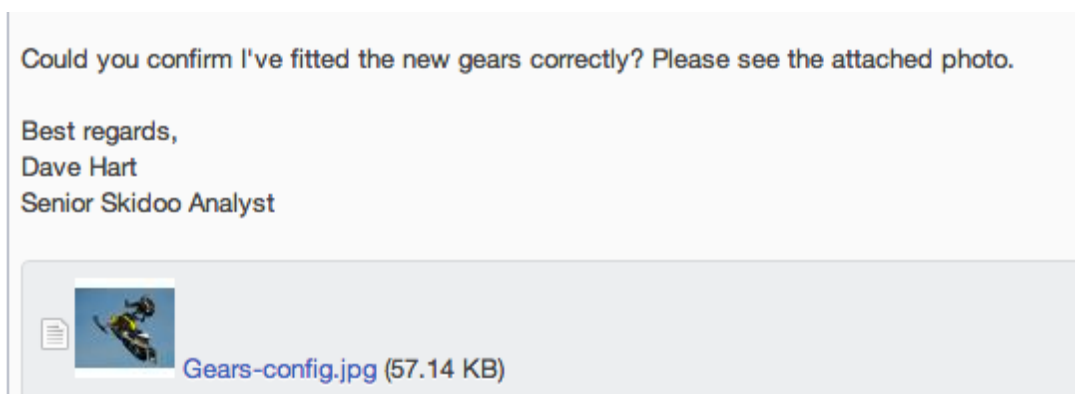 Could you confirm I've fitted the new gears correctly? Please see the attached photo.
Best regards,
Dave Hart
Senior Skidoo Analyst
Gears-config.jpg (57.14 KB)